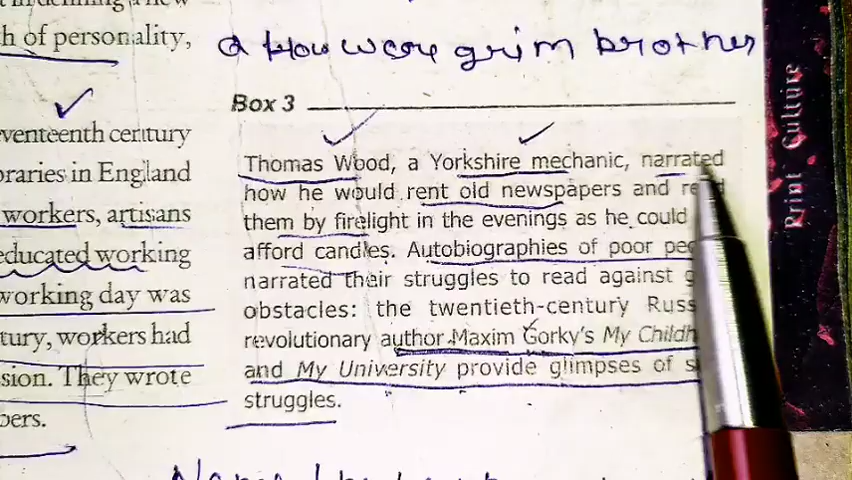 h of personality,
a How were grim brother
Box 3
venteenth century
Thomas Wood, a Yorkshire mechanic, narrated
braries in England
how he would rent old newspapers and
workers, artisans
them by firelight in the evenings as he could
educated working
afford candles. Autobiographies of poor
working day was
narrated their struggles to read against
obstacles: the twentieth-century
tury, workers had
revolutionary author Maxim Gorky's My
sion. They wrote
and My University provide glimpses of
struggles.
pers.
Print Culture